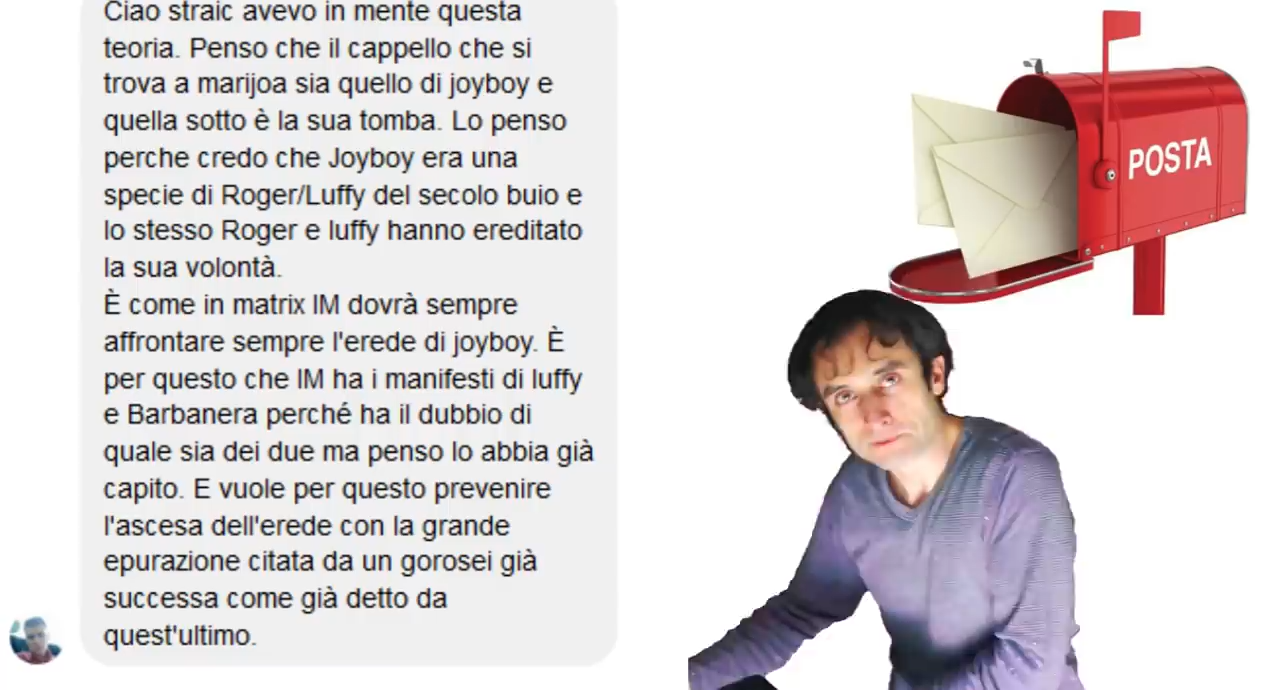 Ciao straic avevo in mente questa
teoria. Penso che il cappello che si
trova a marijoa sia quello di joyboy e
quella sotto è la sua tomba. Lo penso
perche credo che Joyboy era una
specie di Roger/Luffy del secolo buio e
lo stesso Roger e luffy hanno ereditato
la sua volontà.
È come in matrix IM dovrà sempre
affrontare sempre l'erede di joyboy. È
per questo che IM ha i manifesti di luffy
e Barbanera perché ha il dubbio di
quale sia dei due ma penso lo abbia già
capito. E vuole per questo prevenire
l'ascesa dell'erede con la grande
epurazione citata da un gorosei già
successa come già detto da
quest'ultimo.
POSTA